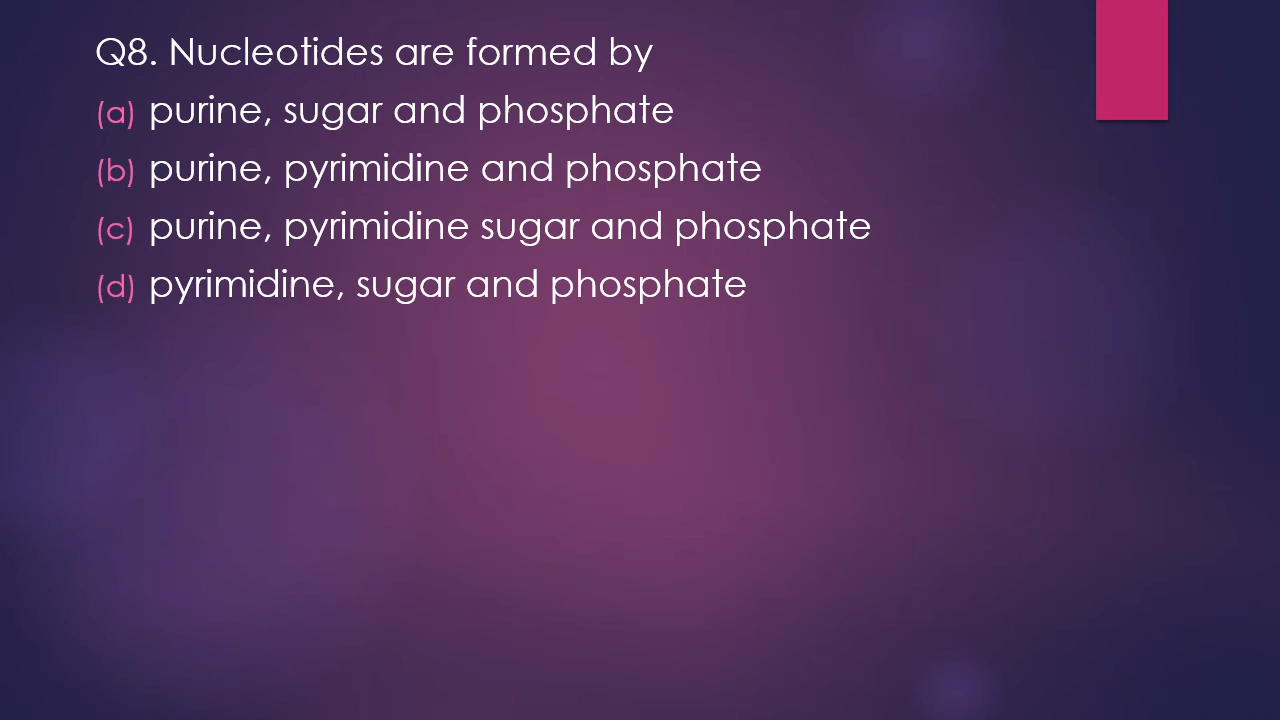 Q8. Nucleotides are formed by
(a) purine, sugar and phosphate
(b) purine, pyrimidine and phosphate
(c) purine, pyrimidine sugar and phosphate
(d) pyrimidine, sugar and phosphate